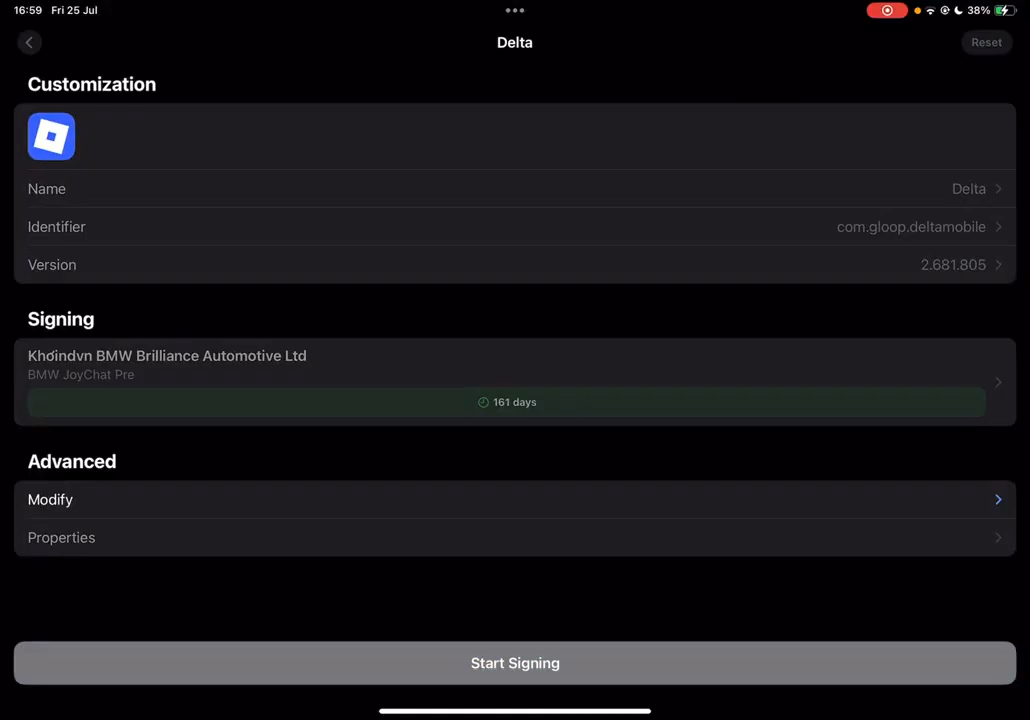 16:59 Fri 25 Jul
38%
Delta
Reset
Customization
Name
Delta
Identifier
com.gloop.deltamobile
Version
2.681.805
Signing
Khơindvn BMW Brilliance Automotive Ltd
BMW JoyChat Pre
161 days
Advanced
Modify
Properties
Start Signing